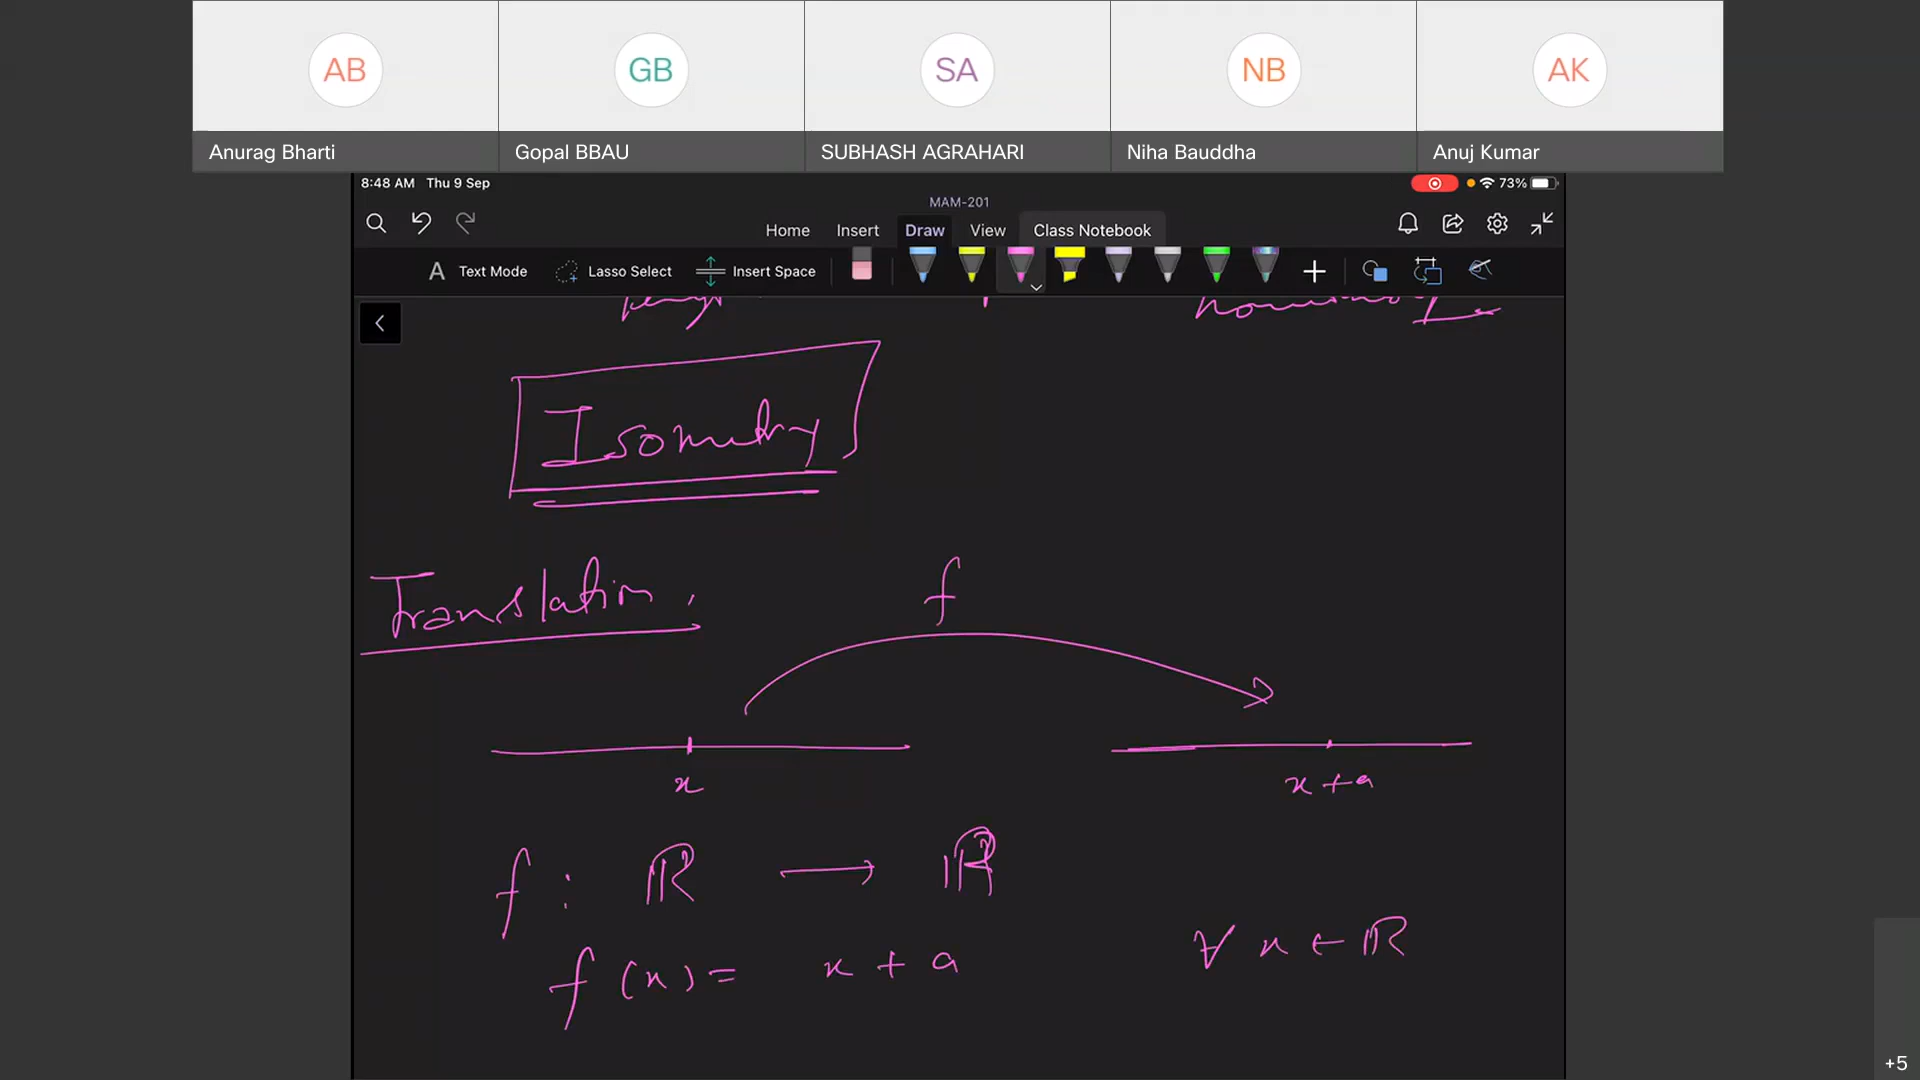 AB GB SA NB AK
Anurag Bharti Gopal BBAU SUBHASH AGRAHARI Niha Bauddha Anuj Kumar
8:48 AM Thu 9 Sep 73%
MAM-201
Home Insert Draw View Class Notebook
A Text Mode Lasso Select Insert Space
Isometry
Translation. f
x x+a
f : ℝ ⟶ ℝ
f(x) = x + a ∀ x ∈ ℝ
+5